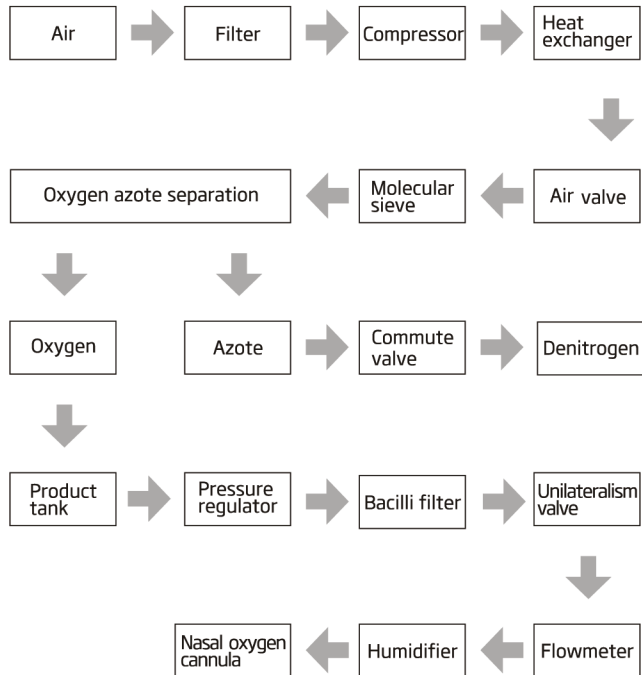 Air
Filter
Compressor
Heat
exchanger
Oxygen azote separation
Molecular
sieve
Air valve
Oxygen
Azote
Commute
valve
Denitrogen
Product
tank
Pressure
regulator
Bacilli filter
Unilateralism
valve
Nasal oxygen
cannula
Humidifier
Flowmeter